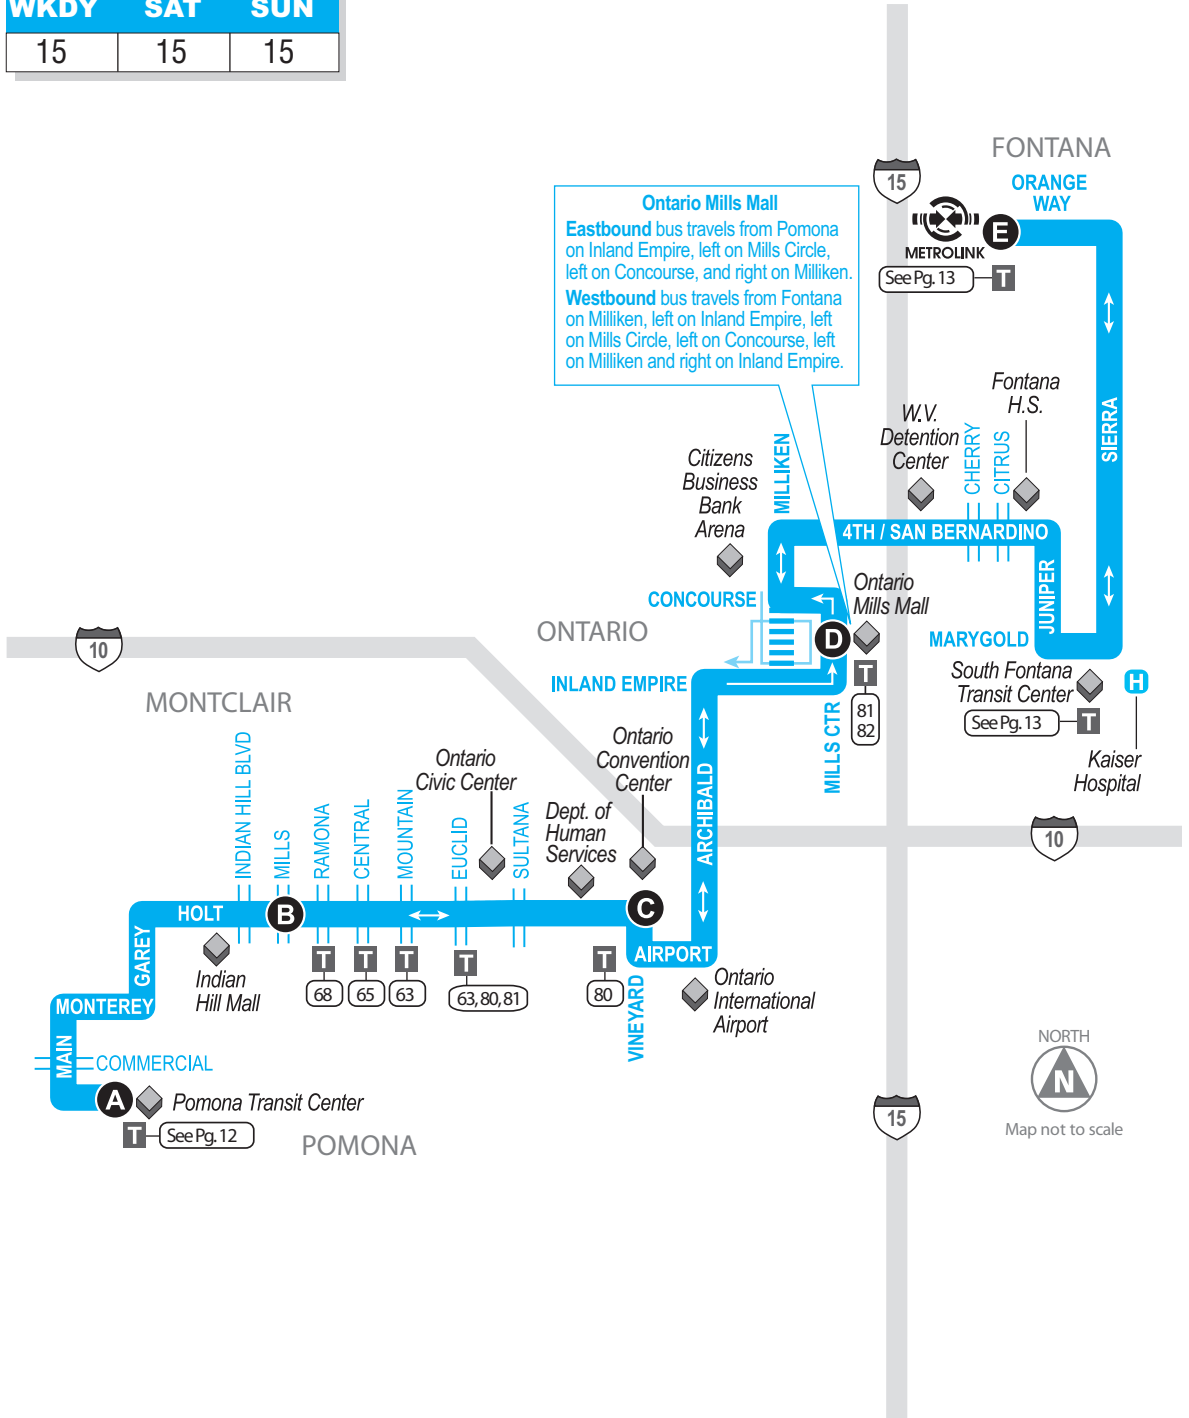 WKDY SAT SUN
15 15 15
FONTANA
15
ORANGE
WAY
E
METROLINK
See Pg. 13
T
Ontario Mills Mall
Eastbound bus travels from Pomona
on Inland Empire, left on Mills Circle,
left on Concourse, and right on Milliken.
Westbound bus travels from Fontana
on Milliken, left on Inland Empire, left
on Mills Circle, left on Concourse, left
on Milliken and right on Inland Empire.
SIERRA
Fontana
H.S.
W.V.
Detention
Center
CHERRY
CITRUS
MILLIKEN
Citizens
Business
Bank
Arena
4TH / SAN BERNARDINO
JUNIPER
MARYGOLD
CONCOURSE
Ontario
Mills Mall
D
T
81
82
South Fontana
Transit Center
See Pg. 13
T
H
Kaiser
Hospital
ONTARIO
10
INLAND EMPIRE
MILLS CTR
MONTCLAIR
Ontario
Convention
Center
ARCHIBALD
10
Ontario
Civic Center
Dept. of
Human
Services
INDIAN HILL BLVD
MILLS
RAMONA
CENTRAL
MOUNTAIN
EUCLID
SULTANA
HOLT
B
C
GAREY
AIRPORT
Indian
Hill Mall
T
68
T
65
T
63
T
63, 80, 81
T
80
VINEYARD
Ontario
International
Airport
MONTEREY
MAIN
COMMERCIAL
A
Pomona Transit Center
T
See Pg. 12
POMONA
15
NORTH
N
Map not to scale